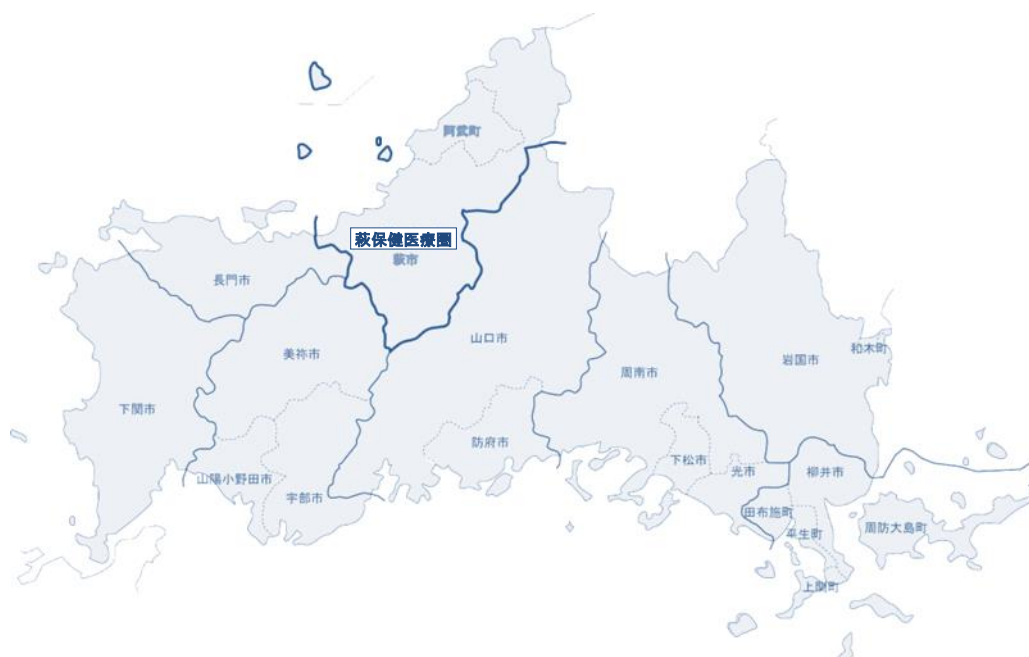 阿武町
萩保健医療圏
萩市
長門市
山口市
美祢市
岩国市
和木町
周南市
下関市
防府市
下松市
光市
柳井市
山陽小野田市
宇部市
田布施町
平生町
周防大島町
上関町